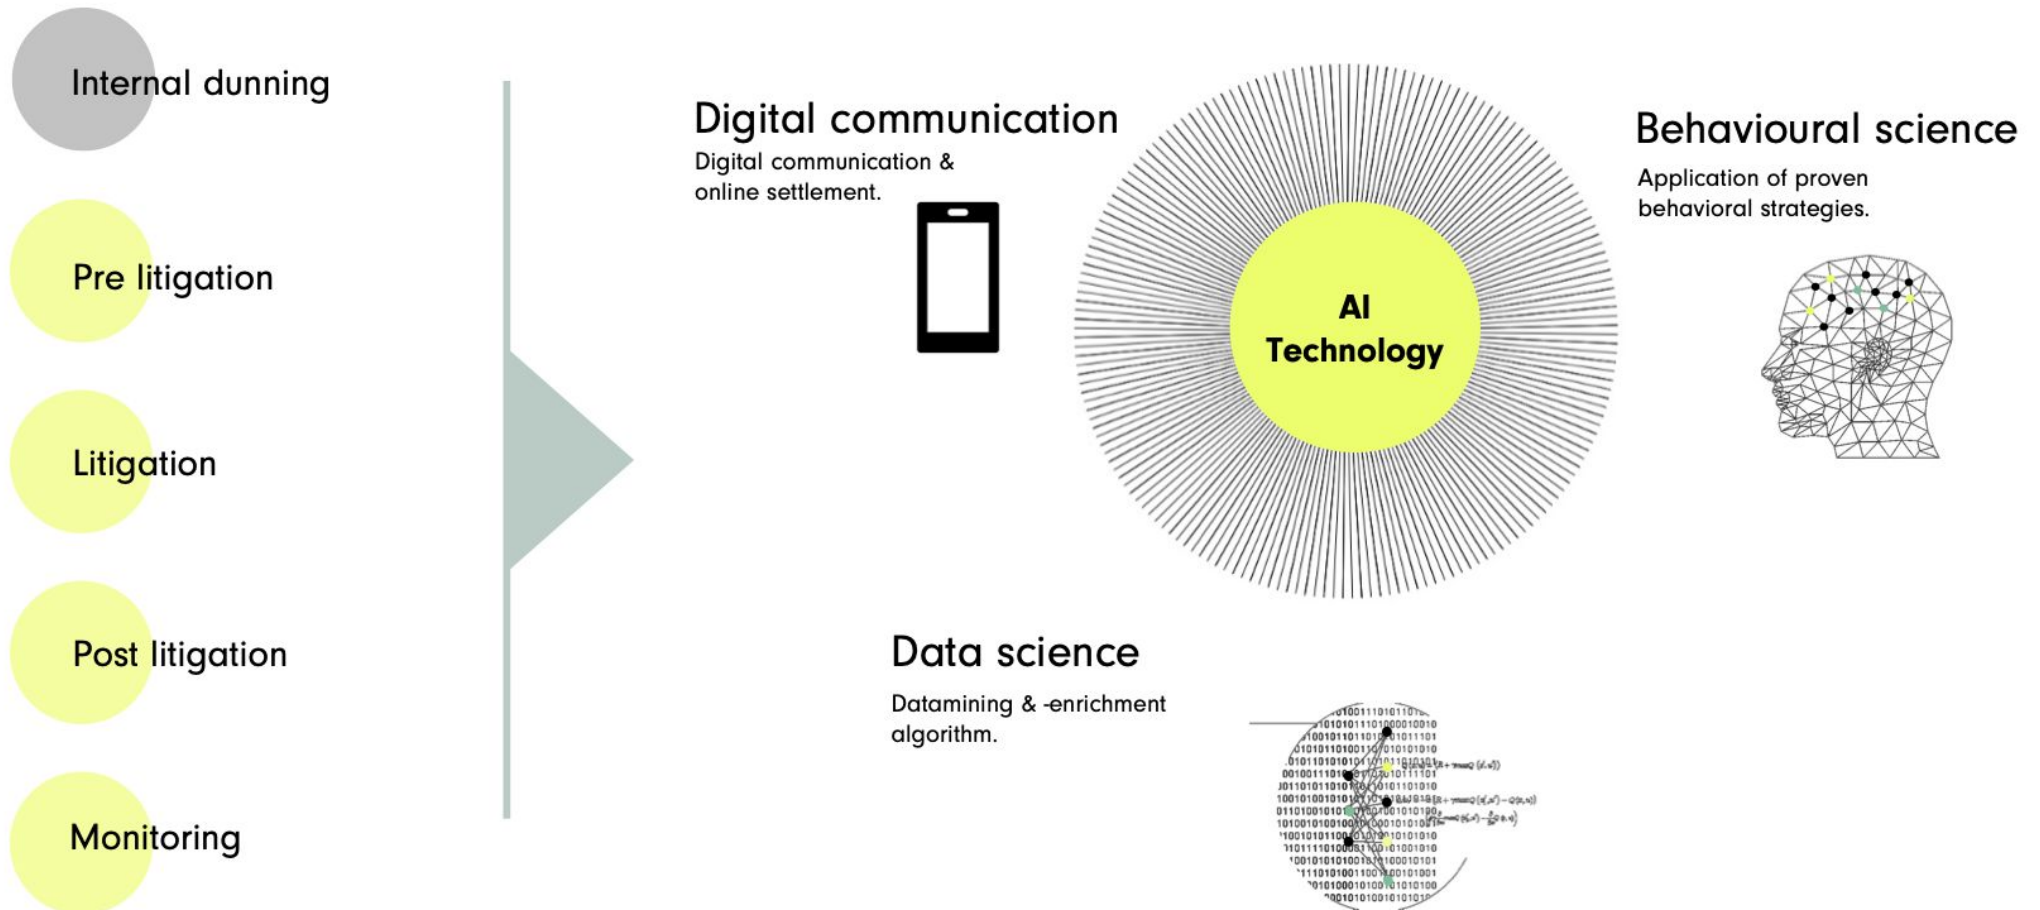 Internal dunning
Pre litigation
Litigation
Post litigation
Monitoring
Digital communication
Digital communication &
online settlement.
AI
Technology
Behavioural science
Application of proven
behavioral strategies.
Data science
Datamining & -enrichment
algorithm.